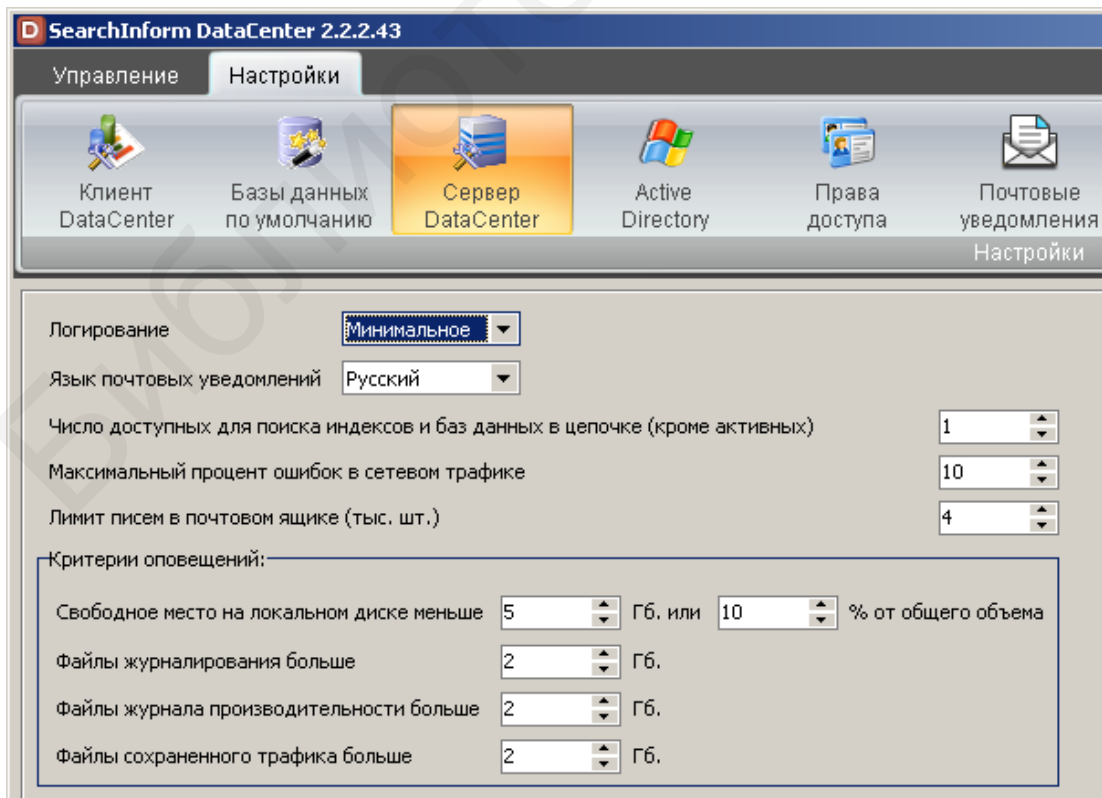 SearchInform DataCenter 2.2.2.43
Управление Настройки
Клиент DataCenter
Базы данных по умолчанию
Сервер DataCenter
Active Directory
Права доступа
Почтовые уведомления
Настройки
Логирование Минимальное
Язык почтовых уведомлений Русский
Число доступных для поиска индексов и баз данных в цепочке (кроме активных) 1
Максимальный процент ошибок в сетевом трафике 10
Лимит писем в почтовом ящике (тыс. шт.) 4
Критерии оповещений:
Свободное место на локальном диске меньше 5 Гб. или 10 % от общего объема
Файлы журналирования больше 2 Гб.
Файлы журнала производительности больше 2 Гб.
Файлы сохраненного трафика больше 2 Гб.